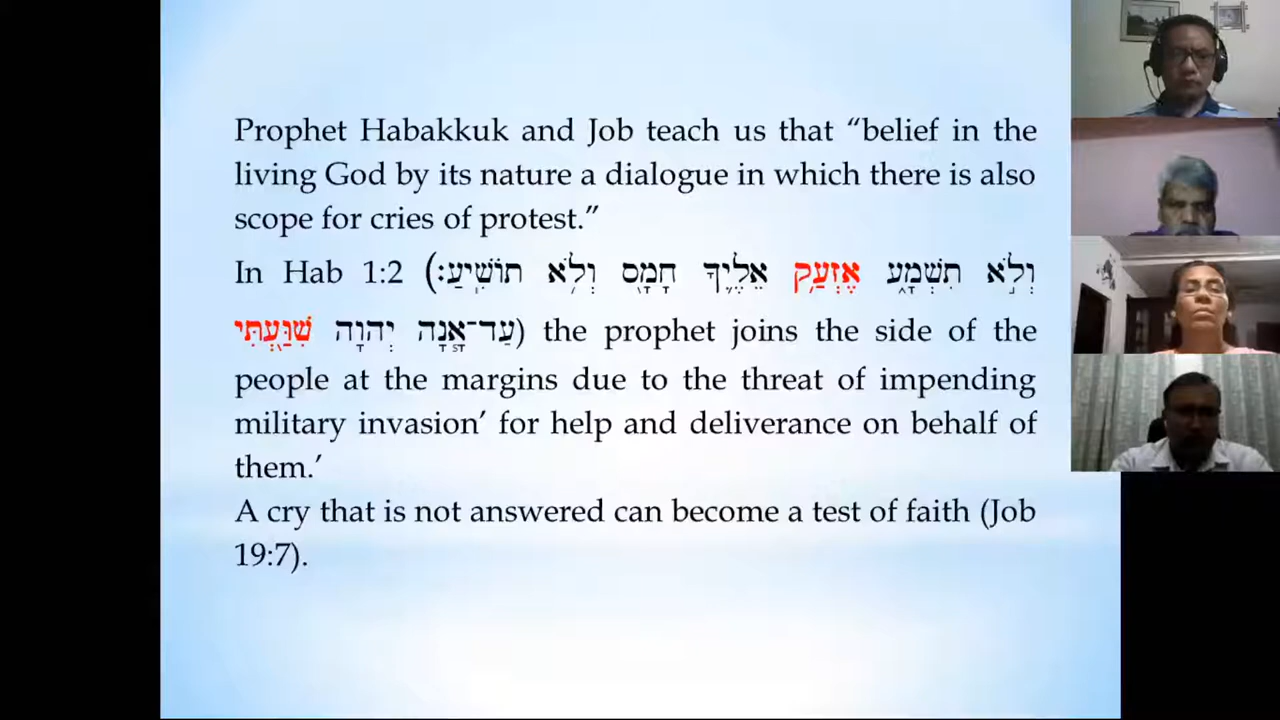 Prophet Habakkuk and Job teach us that “belief in the
living God by its nature a dialogue in which there is also
scope for cries of protest.”
In Hab 1:2 (וְלֹ֣א תִשְׁמָ֑ע אֶזְעַ֥ק אֵלֶ֛יךָ חָמָ֖ס וְלֹ֥א תוֹשִֽׁיעַ׃
עַד־אָ֧נָה יְהוָ֛ה שִׁוַּ֖עְתִּי) the prophet joins the side of the
people at the margins due to the threat of impending
military invasion’ for help and deliverance on behalf of
them.’
A cry that is not answered can become a test of faith (Job
19:7).